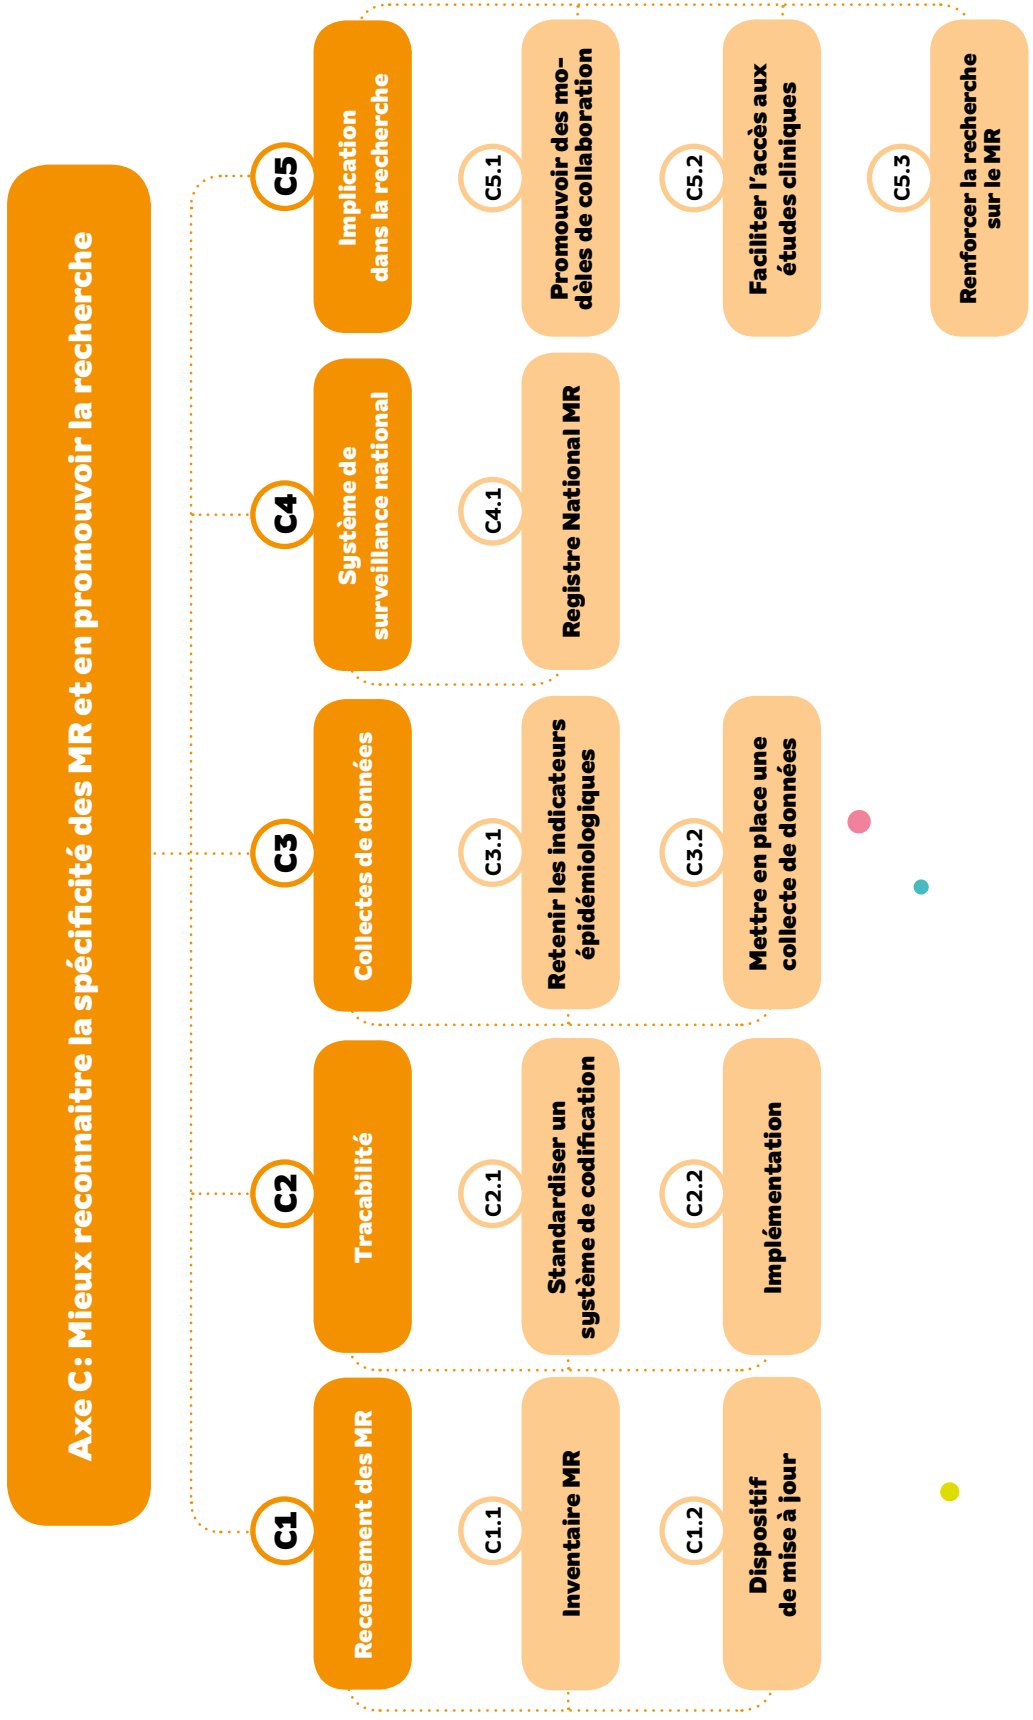 Axe C : Mieux reconnaitre la spécificité des MR et en promouvoir la recherche
C1
Recensement des MR
C1.1
Inventaire MR
C1.2
Dispositif
de mise à jour
C2
Tracabilité
C2.1
Standardiser un
système de codification
C2.2
Implémentation
C3
Collectes de données
C3.1
Retenir les indicateurs
épidémiologiques
C3.2
Mettre en place une
collecte de données
C4
Système de
surveillance national
C4.1
Registre National MR
C5
Implication
dans la recherche
C5.1
Promouvoir des mo-
dèles de collaboration
C5.2
Faciliter l’accès aux
études cliniques
C5.3
Renforcer la recherche
sur le MR